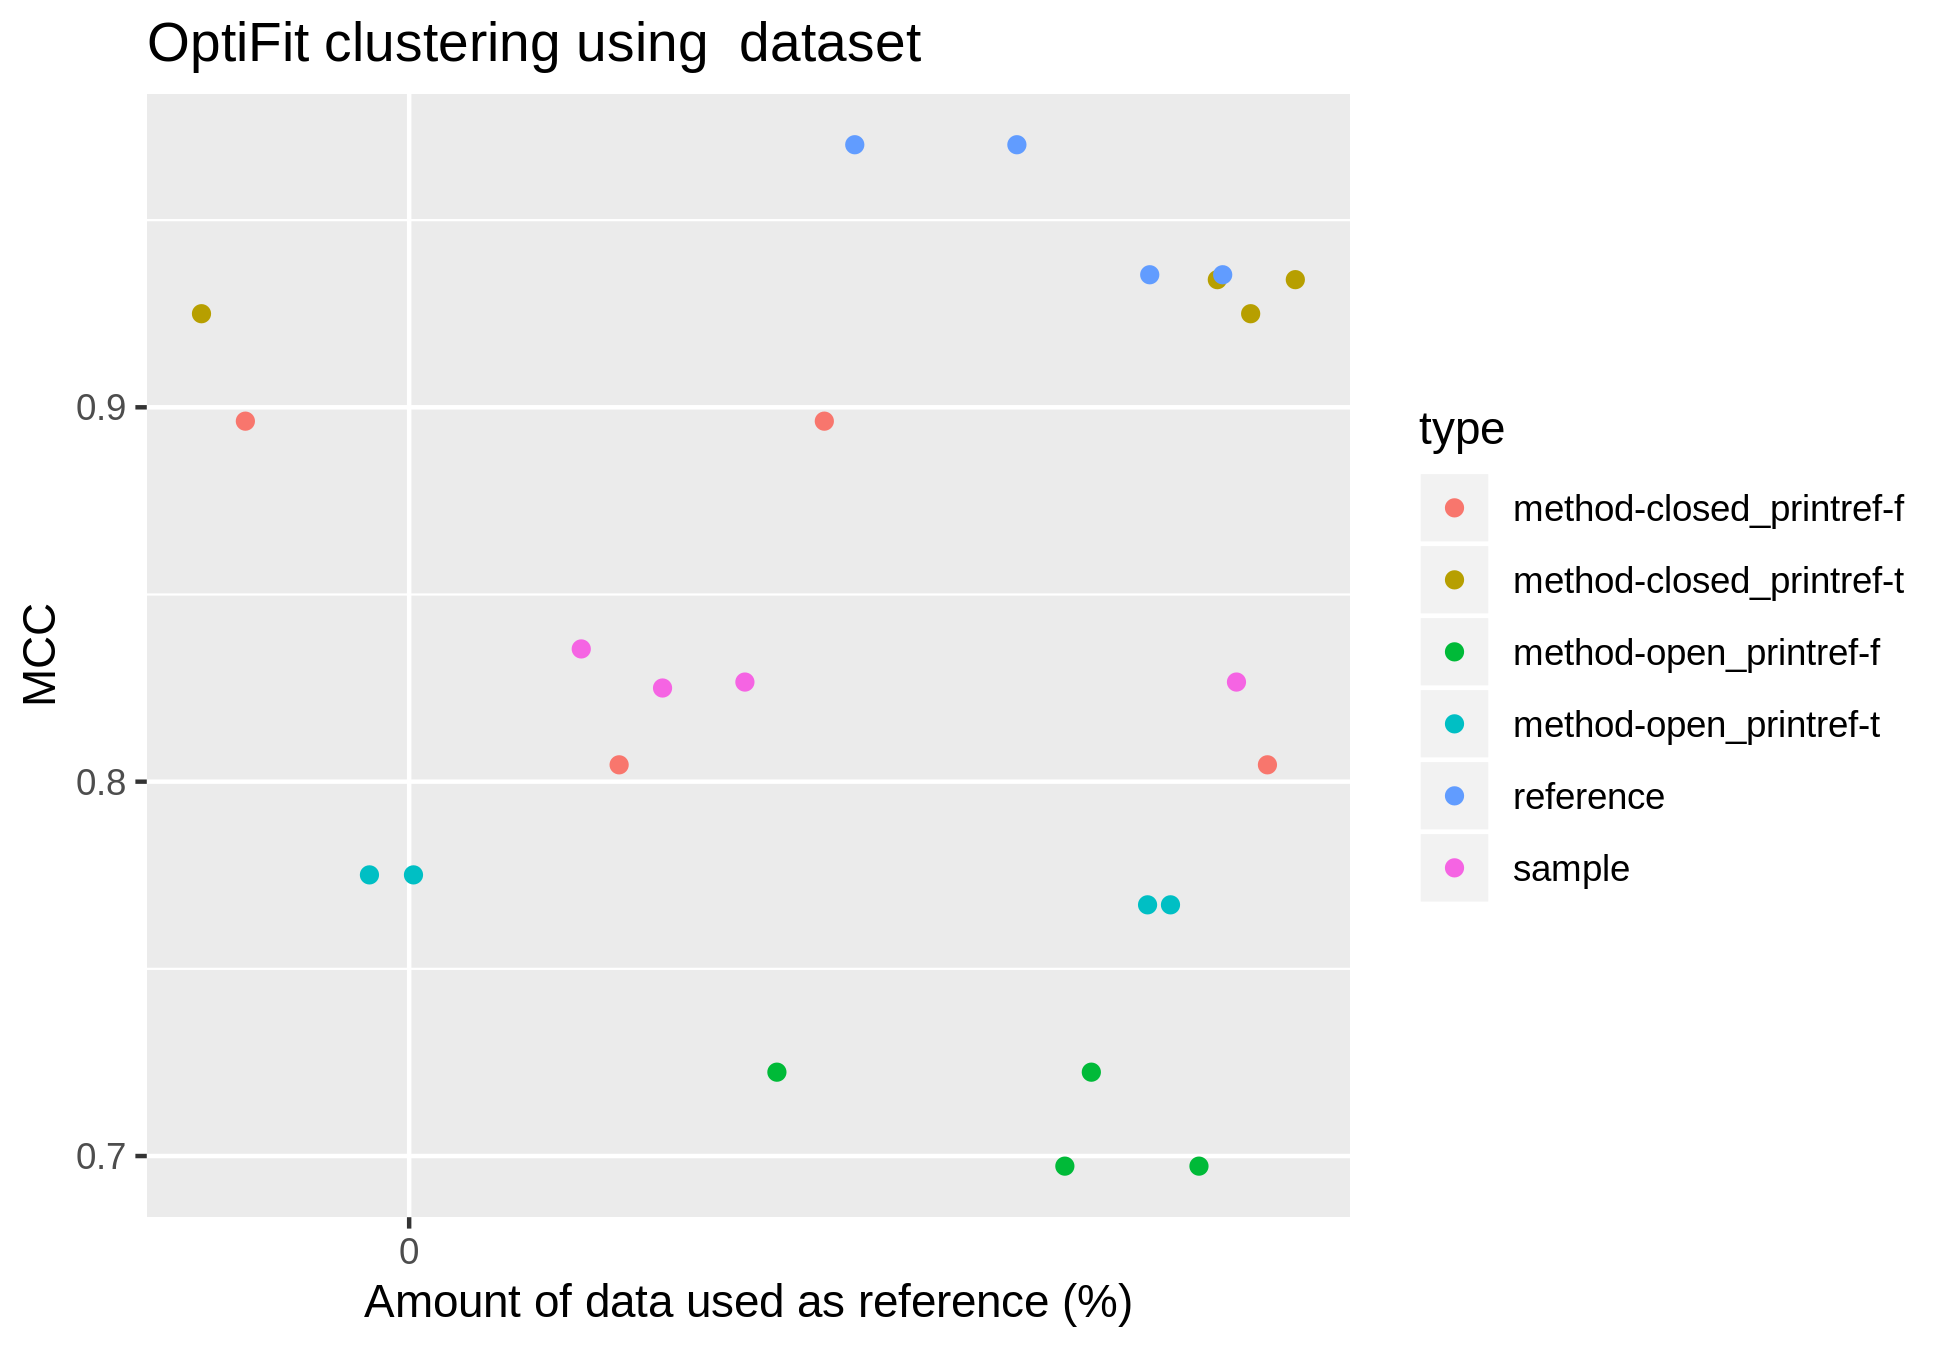 OptiFit clustering using  dataset
MCC
0.9
0.8
0.7
0
Amount of data used as reference (%)
type
method-closed_printref-f
method-closed_printref-t
method-open_printref-f
method-open_printref-t
reference
sample